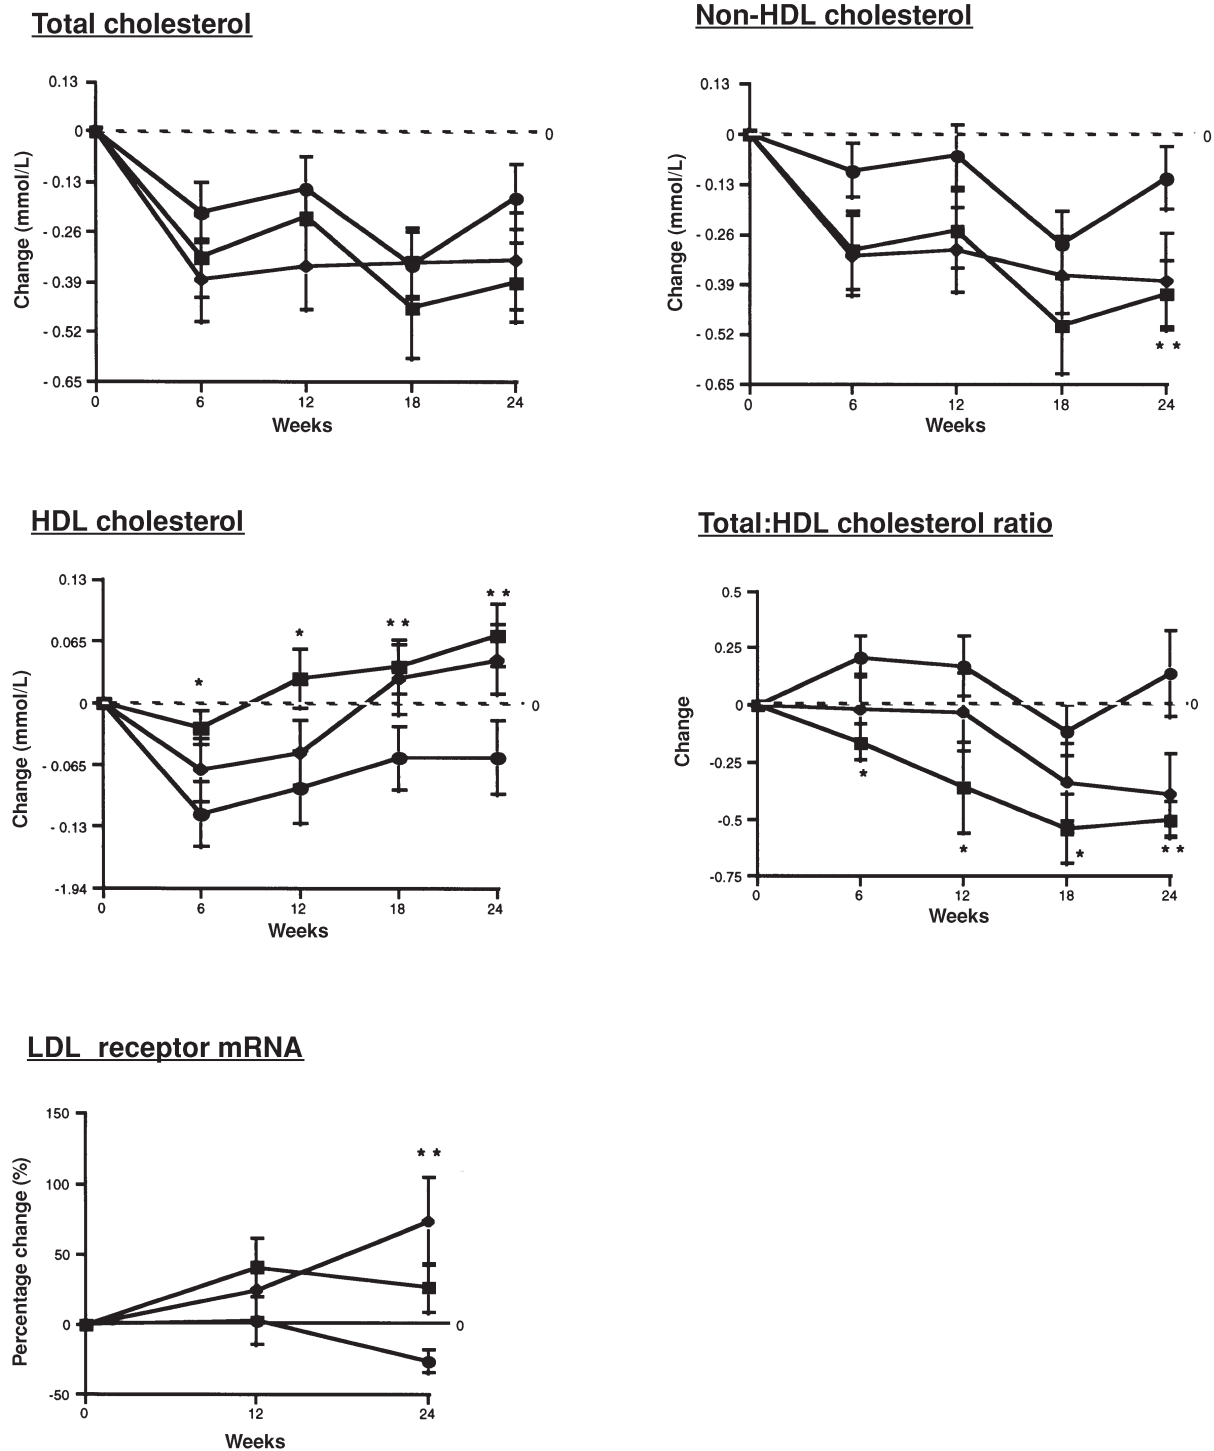 Total cholesterol
0.13
0
- 0.13
- 0.26
- 0.39
- 0.52
- 0.65
Change (mmol/L)
0
0 6 12 18 24
Weeks
Non-HDL cholesterol
0.13
0
- 0.13
- 0.26
- 0.39
- 0.52
- 0.65
Change (mmol/L)
0
* *
0 6 12 18 24
Weeks
HDL cholesterol
0.13
0.065
0
- 0.065
- 0.13
-1.94
Change (mmol/L)
*
*
* *
* *
0
0 6 12 18 24
Weeks
Total:HDL cholesterol ratio
0.5
0.25
0
-0.25
-0.5
-0.75
Change
0
*
*
*
* *
0 6 12 18 24
Weeks
LDL receptor mRNA
150
100
50
0
-50
Percentage change (%)
* *
0
0 12 24
Weeks